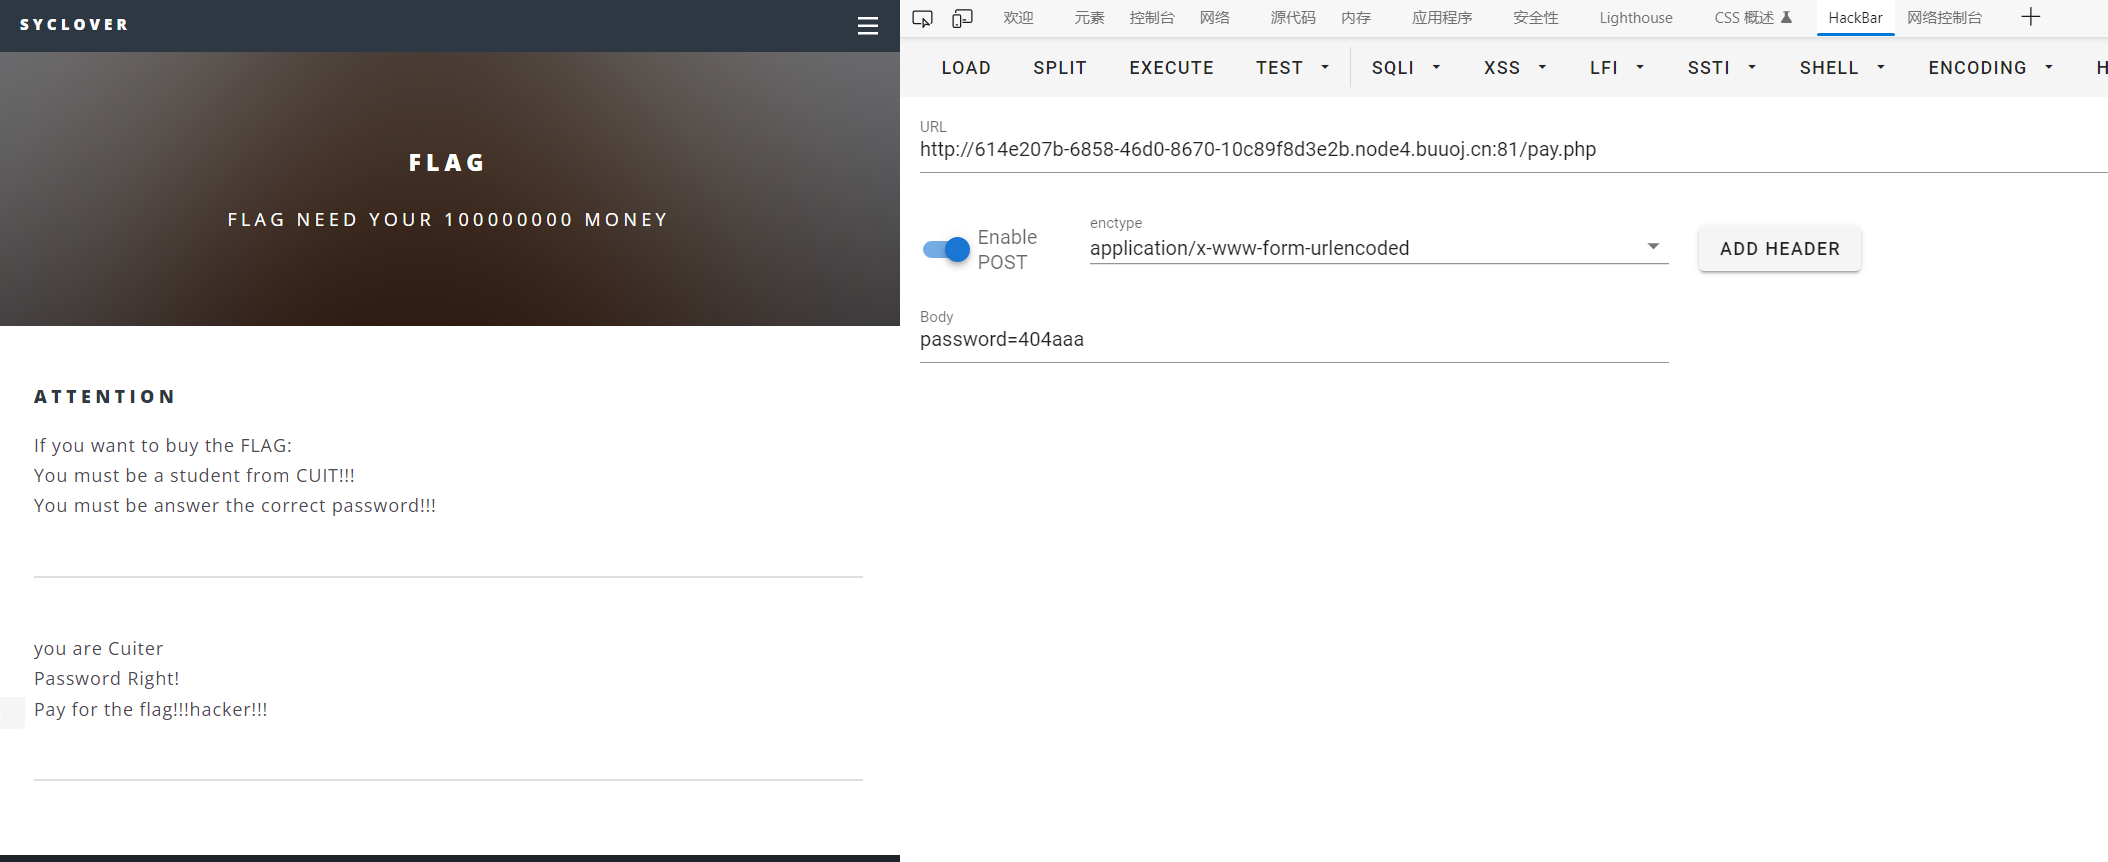 SYCLOVER
FLAG
FLAG NEED YOUR 100000000 MONEY
ATTENTION
If you want to buy the FLAG:
You must be a student from CUIT!!!
You must be answer the correct password!!!
you are Cuiter
Password Right!
Pay for the flag!!!hacker!!!
欢迎 元素 控制台 网络 源代码 内存 应用程序 安全性 Lighthouse CSS 概述 HackBar 网络控制台
LOAD SPLIT EXECUTE TEST SQLI XSS LFI SSTI SHELL ENCODING H
URL
http://614e207b-6858-46d0-8670-10c89f8d3e2b.node4.buuoj.cn:81/pay.php
Enable
POST
enctype
application/x-www-form-urlencoded
ADD HEADER
Body
password=404aaa